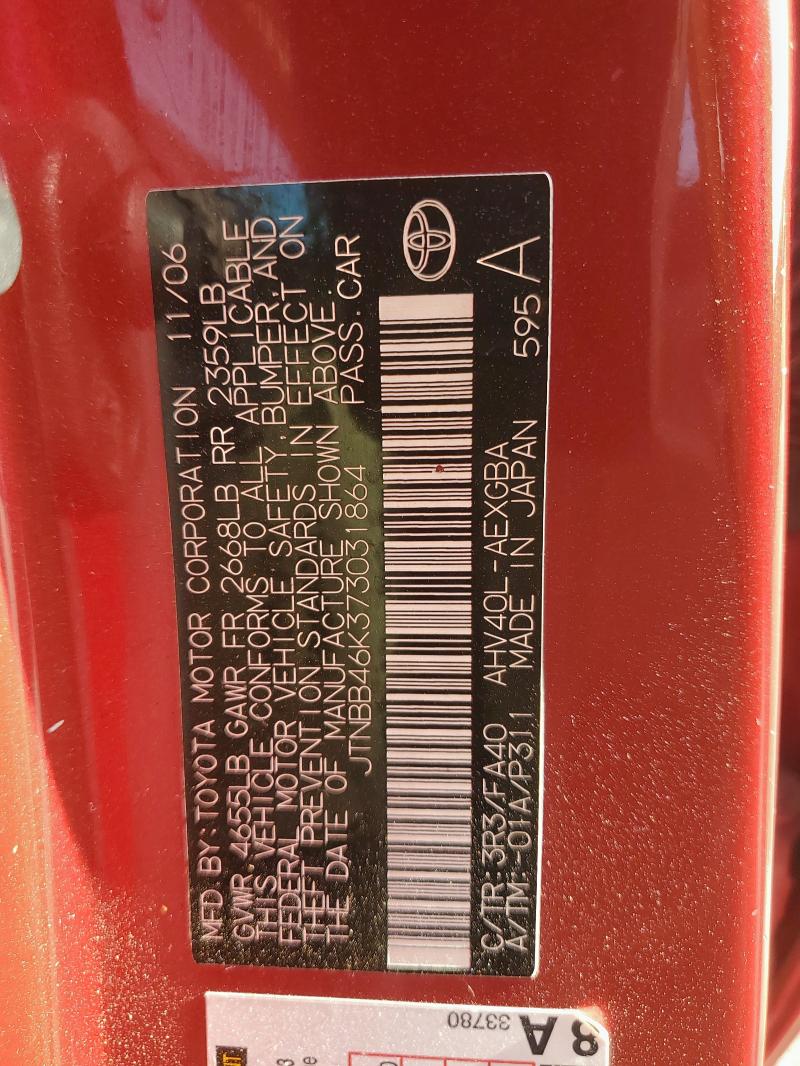 MFD BY:TOYOTA MOTOR CORPORATION 11/06
GVWR 4655LB GAWR FR 2668LB RR 2359LB
THIS VEHICLE CONFORMS TO ALL APPLICABLE
FEDERAL MOTOR VEHICLE SAFETY, BUMPER, AND
THEFT PREVENTION STANDARDS IN EFFECT ON
THE DATE OF MANUFACTURE SHOWN ABOVE.
JTNBB46K373031864 PASS.CAR
C/TR:3R3/FA40 AHV40L-AEXGBA 595 A
A/TM:-01A/P311 MADE IN JAPAN
33780
8 A